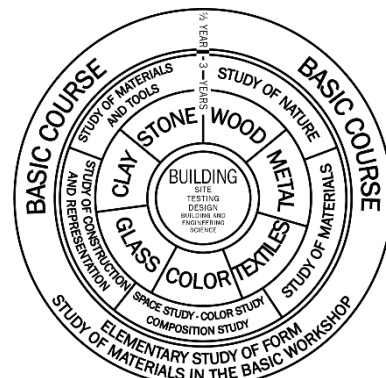 BASIC COURSE
BASIC COURSE
ELEMENTARY STUDY OF FORM
STUDY OF MATERIALS IN THE BASIC WORKSHOP
½ YEAR
3 – YEARS
STUDY OF NATURE
STUDY OF MATERIALS
SPACE STUDY - COLOR STUDY
COMPOSITION STUDY
STUDY OF CONSTRUCTION
AND REPRESENTATION
STUDY OF MATERIALS
AND TOOLS
STONE
WOOD
METAL
TEXTILES
COLOR
GLASS
CLAY
BUILDING
SITE
TESTING
DESIGN
BUILDING AND
ENGINEERING
SCIENCE